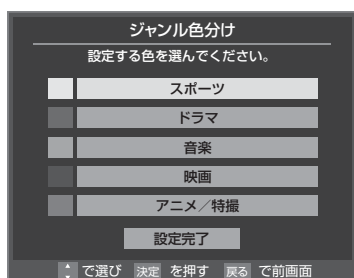 ジャンル色分け
設定する色を選んでください。
スポーツ
ドラマ
音楽
映画
アニメ／特撮
設定完了
で選び 決定 を押す 戻る で前画面